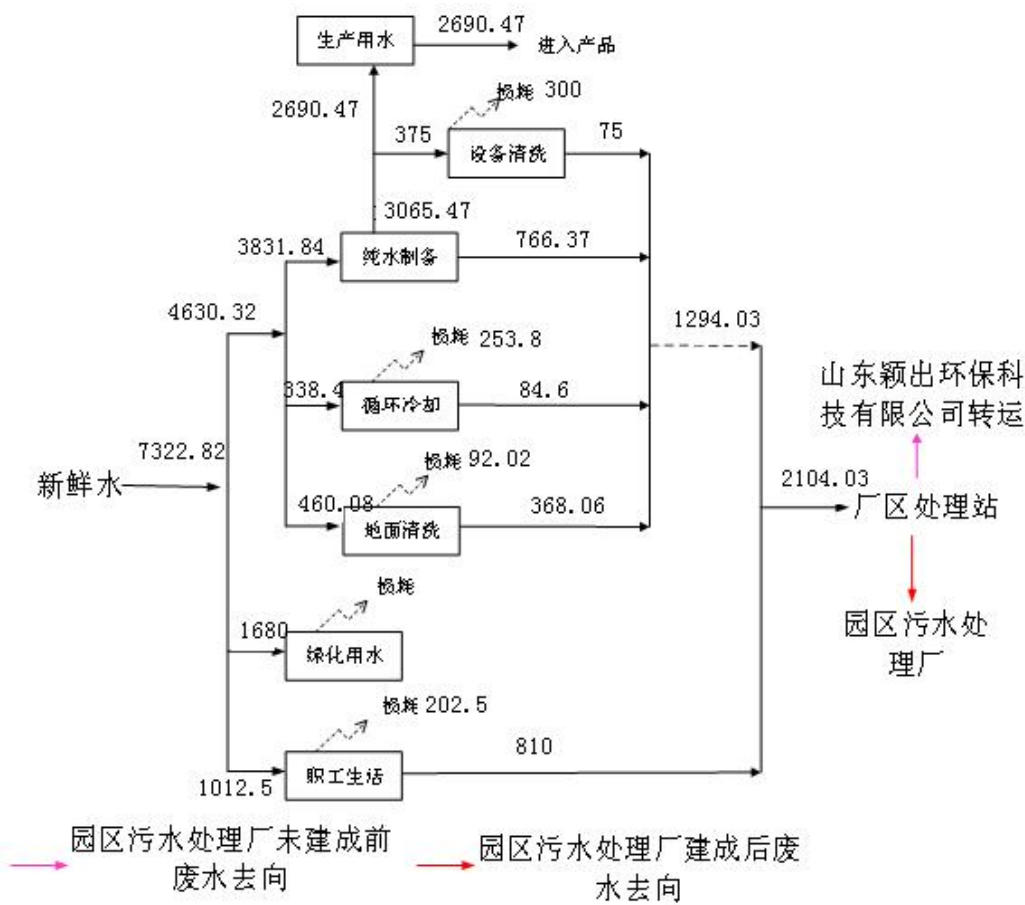 2690.47
生产用水
进入产品
2690.47
损耗 300
375
75
设备清洗
3065.47
3831.84
766.37
纯水制备
4630.32
1294.03
损耗 253.8
338.4
84.6
循环冷却
山东颖出环保科
技有限公司转运
7322.82
新鲜水
损耗 92.02
460.08
368.06
地面清洗
2104.03
厂区处理站
损耗
1680
绿化用水
园区污水处
理厂
损耗 202.5
810
职工生活
1012.5
园区污水处理厂未建成前
废水去向
园区污水处理厂建成后废
水去向